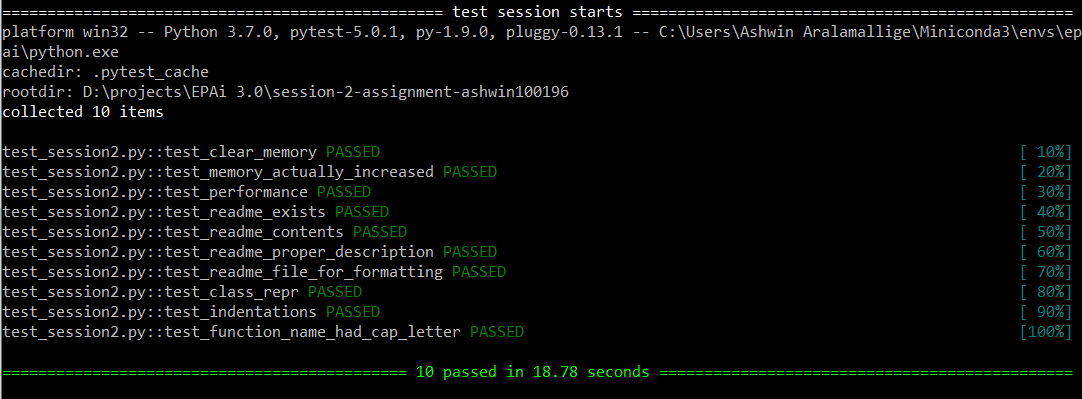 ================================================ test session starts =================================================
platform win32 -- Python 3.7.0, pytest-5.0.1, py-1.9.0, pluggy-0.13.1 -- C:\Users\Ashwin Aralamallige\Miniconda3\envs\ep
ai\python.exe
cachedir: .pytest_cache
rootdir: D:\projects\EPAi 3.0\session-2-assignment-ashwin100196
collected 10 items

test_session2.py::test_clear_memory PASSED [ 10%]
test_session2.py::test_memory_actually_increased PASSED [ 20%]
test_session2.py::test_performance PASSED [ 30%]
test_session2.py::test_readme_exists PASSED [ 40%]
test_session2.py::test_readme_contents PASSED [ 50%]
test_session2.py::test_readme_proper_description PASSED [ 60%]
test_session2.py::test_readme_file_for_formatting PASSED [ 70%]
test_session2.py::test_class_repr PASSED [ 80%]
test_session2.py::test_indentations PASSED [ 90%]
test_session2.py::test_function_name_had_cap_letter PASSED [100%]

============================================= 10 passed in 18.78 seconds ==============================================